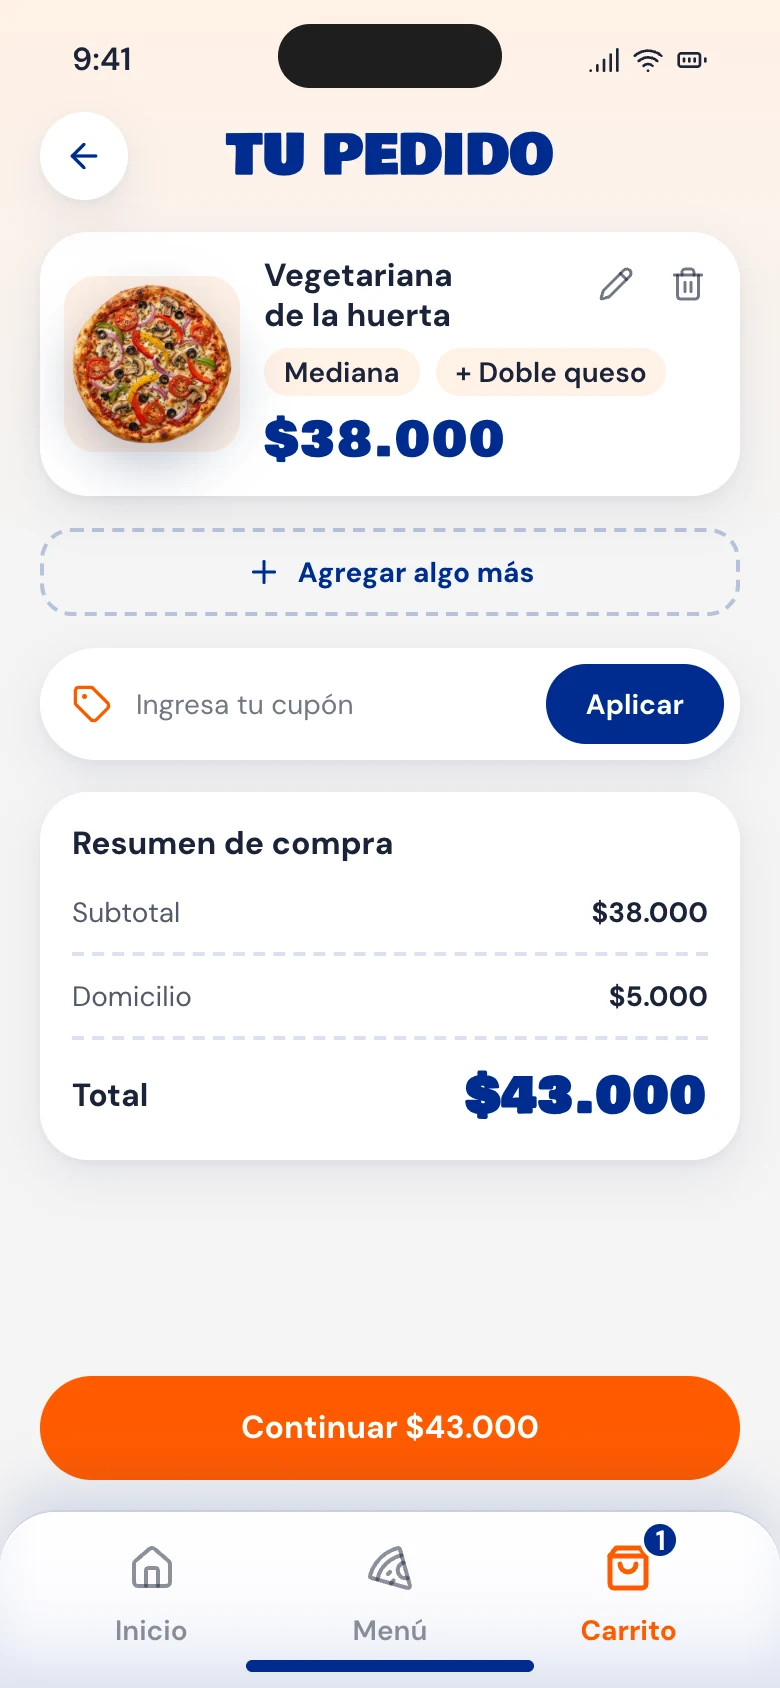 9:41
TU PEDIDO
Vegetariana
de la huerta
Mediana
+ Doble queso
$38.000
+ Agregar algo más
Ingresa tu cupón
Aplicar
Resumen de compra
Subtotal $38.000
Domicilio $5.000
Total $43.000
Continuar $43.000
1
Inicio Menú Carrito